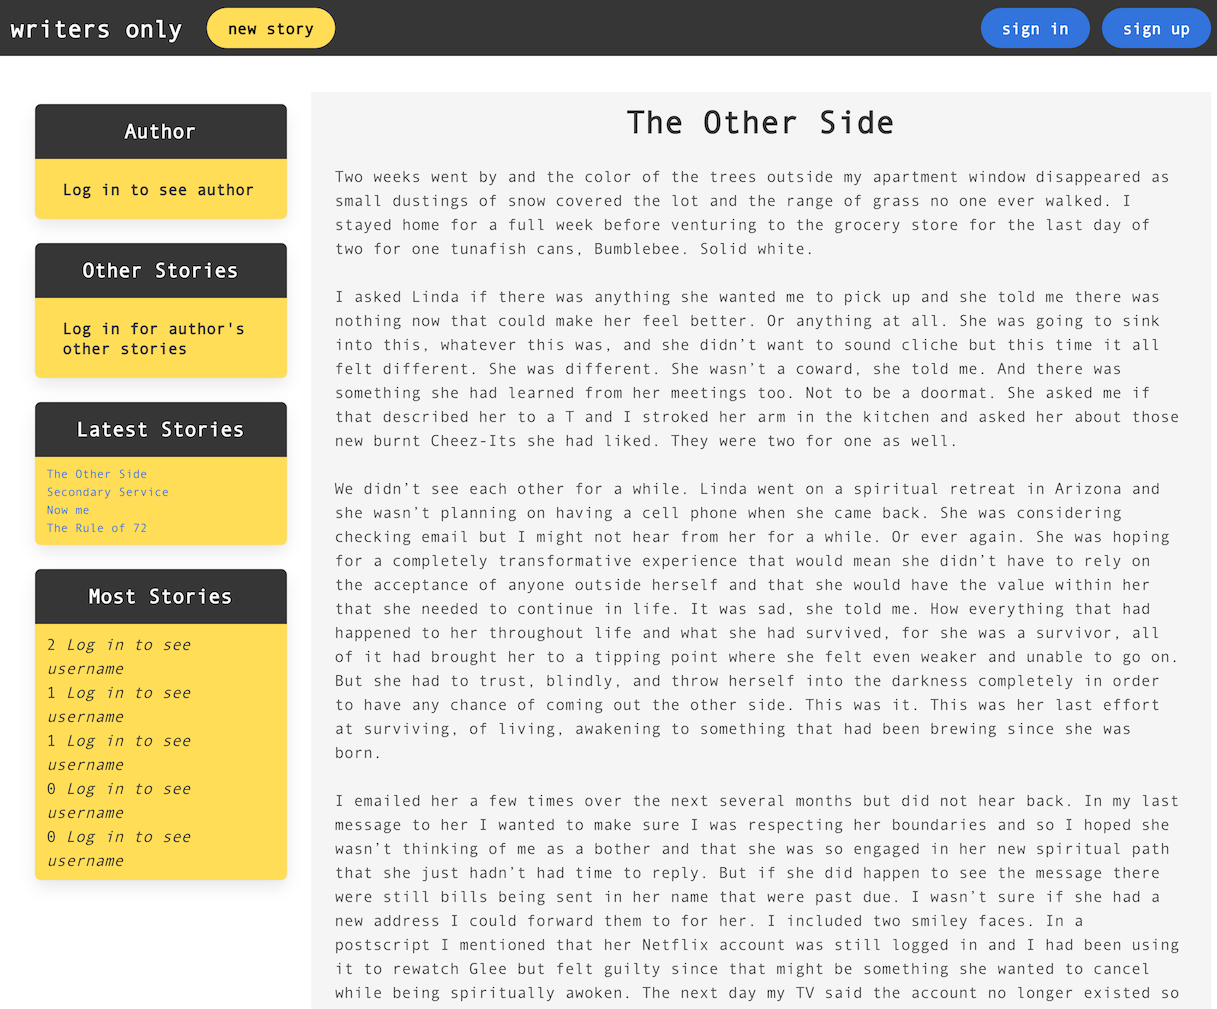 writers only
new story
sign in
sign up
Author
Log in to see author
Other Stories
Log in for author's
other stories
Latest Stories
The Other Side
Secondary Service
Now me
The Rule of 72
Most Stories
2 Log in to see
username
1 Log in to see
username
1 Log in to see
username
0 Log in to see
username
0 Log in to see
username
The Other Side
Two weeks went by and the color of the trees outside my apartment window disappeared as
small dustings of snow covered the lot and the range of grass no one ever walked. I
stayed home for a full week before venturing to the grocery store for the last day of
two for one tunafish cans, Bumblebee. Solid white.
I asked Linda if there was anything she wanted me to pick up and she told me there was
nothing now that could make her feel better. Or anything at all. She was going to sink
into this, whatever this was, and she didn’t want to sound cliche but this time it all
felt different. She was different. She wasn’t a coward, she told me. And there was
something she had learned from her meetings too. Not to be a doormat. She asked me if
that described her to a T and I stroked her arm in the kitchen and asked her about those
new burnt Cheez-Its she had liked. They were two for one as well.
We didn’t see each other for a while. Linda went on a spiritual retreat in Arizona and
she wasn’t planning on having a cell phone when she came back. She was considering
checking email but I might not hear from her for a while. Or ever again. She was hoping
for a completely transformative experience that would mean she didn’t have to rely on
the acceptance of anyone outside herself and that she would have the value within her
that she needed to continue in life. It was sad, she told me. How everything that had
happened to her throughout life and what she had survived, for she was a survivor, all
of it had brought her to a tipping point where she felt even weaker and unable to go on.
But she had to trust, blindly, and throw herself into the darkness completely in order
to have any chance of coming out the other side. This was it. This was her last effort
at surviving, of living, awakening to something that had been brewing since she was
born.
I emailed her a few times over the next several months but did not hear back. In my last
message to her I wanted to make sure I was respecting her boundaries and so I hoped she
wasn’t thinking of me as a bother and that she was so engaged in her new spiritual path
that she just hadn’t had time to reply. But if she did happen to see the message there
were still bills being sent in her name that were past due. I wasn’t sure if she had a
new address I could forward them to for her. I included two smiley faces. In a
postscript I mentioned that her Netflix account was still logged in and I had been using
it to rewatch Glee but felt guilty since that might be something she wanted to cancel
while being spiritually awoken. The next day my TV said the account no longer existed so